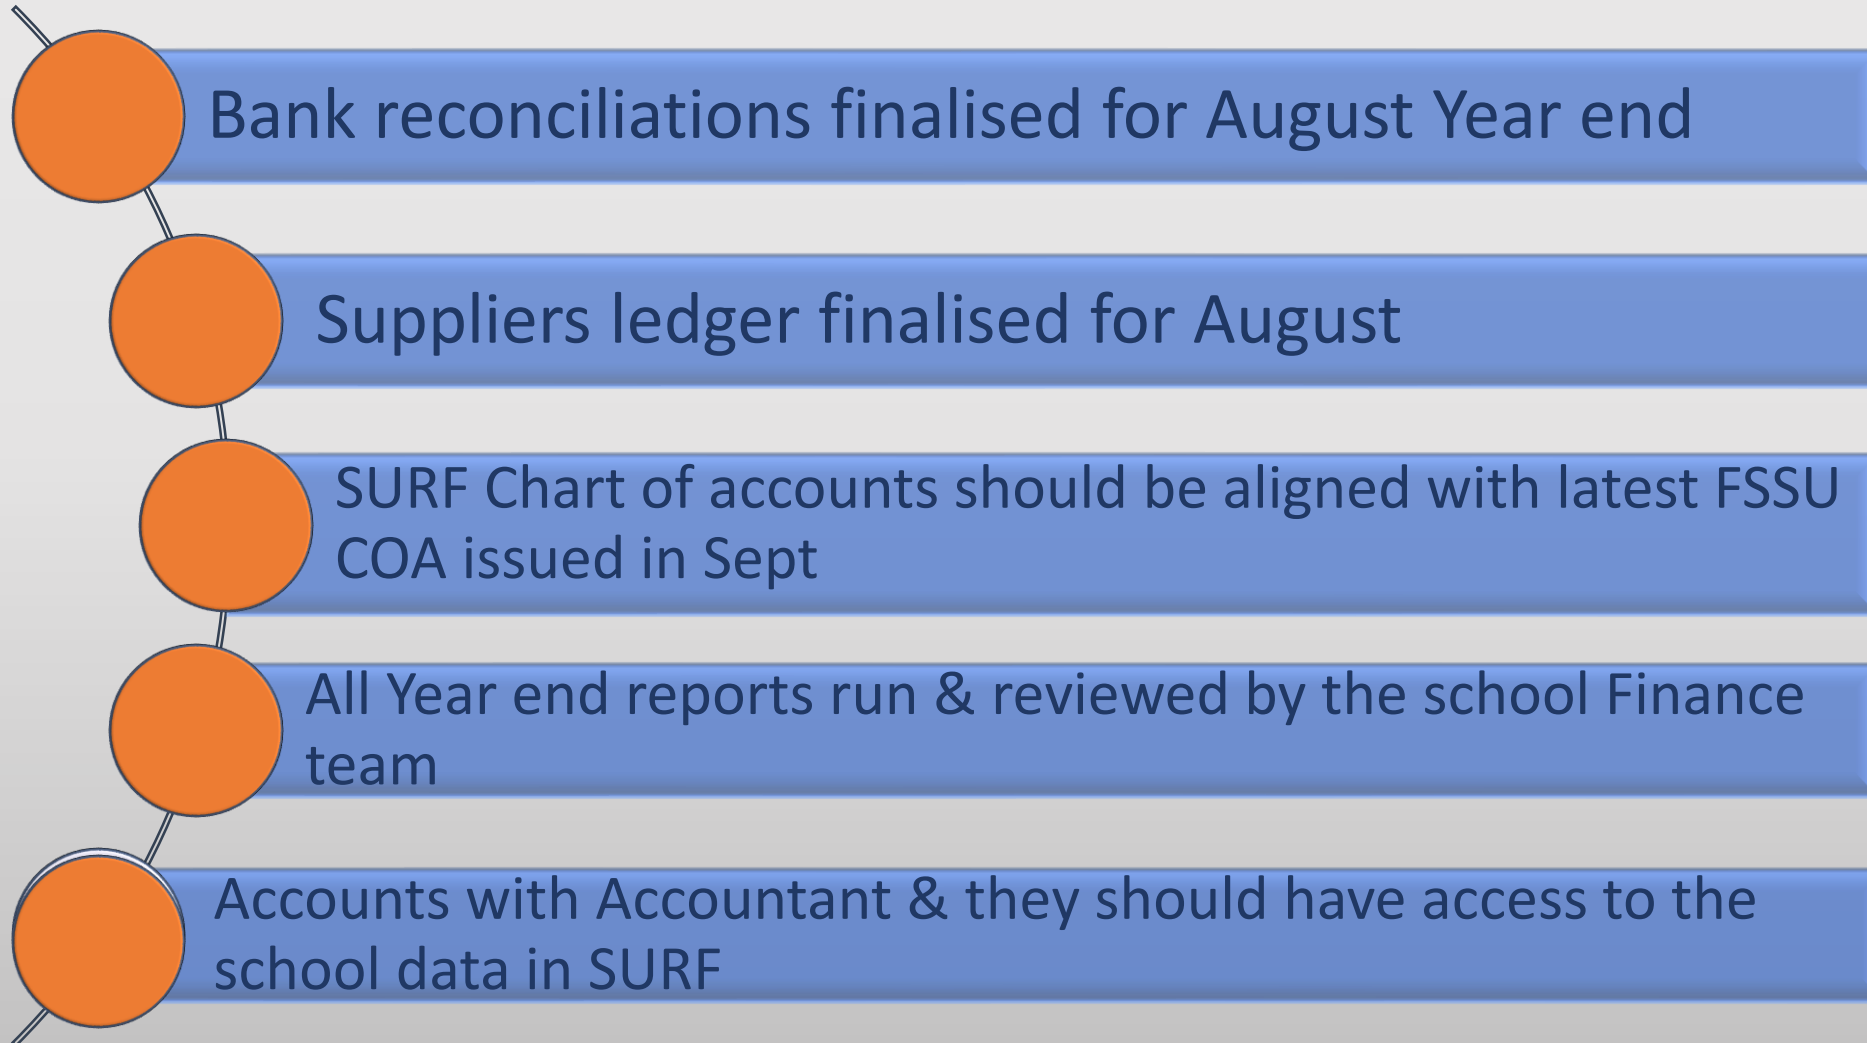 Bank reconciliations finalised for August Year end
Suppliers ledger finalised for August
SURF Chart of accounts should be aligned with latest FSSU
COA issued in Sept
All Year end reports run & reviewed by the school Finance
team
Accounts with Accountant & they should have access to the
school data in SURF